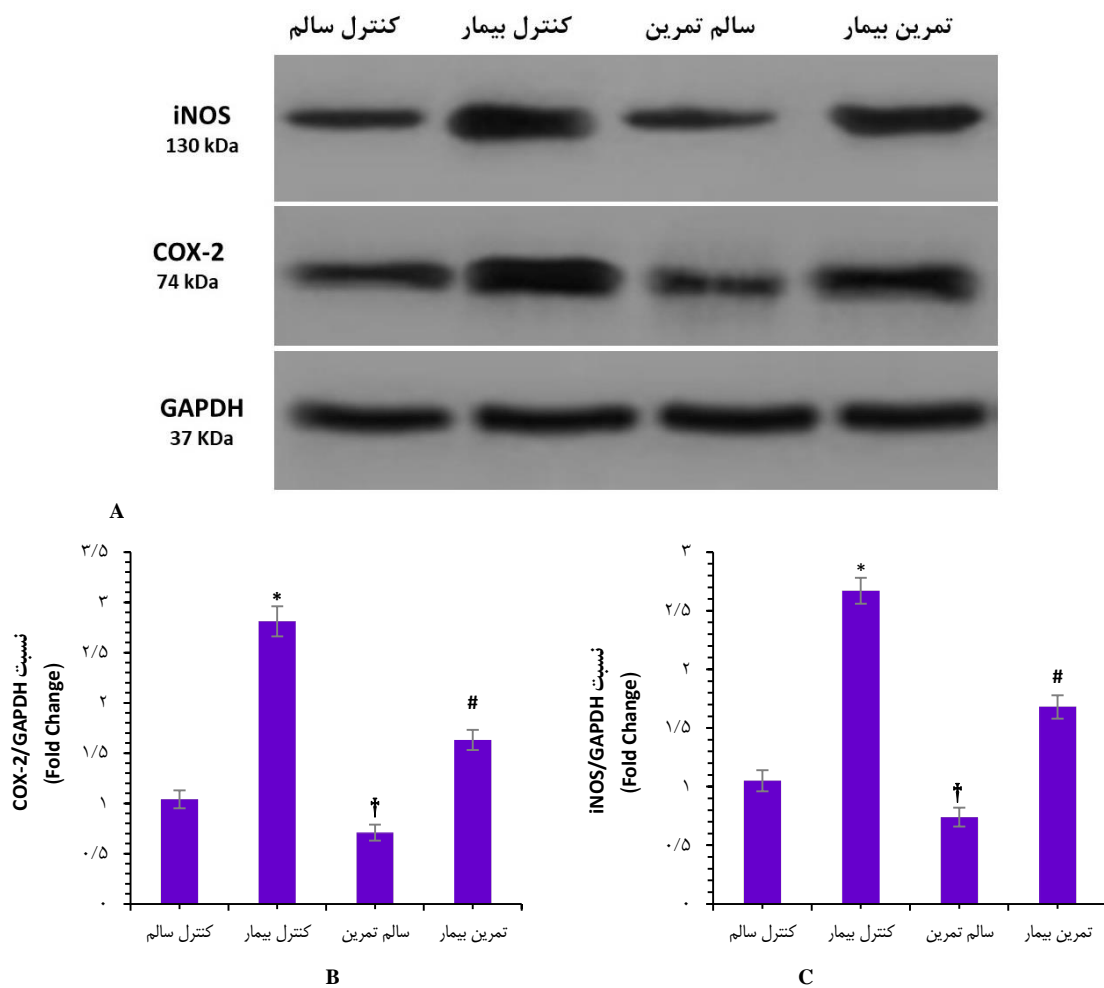 کنترل سالم کنترل بیمار سالم تمرین تمرین بیمار
iNOS
130 kDa
COX-2
74 kDa
GAPDH
37 KDa
A
۳/۵
۳
۲/۵
۲
۱/۵
۱
۰/۵
۰
نسبت COX-2/GAPDH
(Fold Change)
*
†
#
کنترل سالم کنترل بیمار سالم تمرین تمرین بیمار
B
۳
۲/۵
۲
۱/۵
۱
۰/۵
۰
نسبت iNOS/GAPDH
(Fold Change)
*
†
#
کنترل سالم کنترل بیمار سالم تمرین تمرین بیمار
C